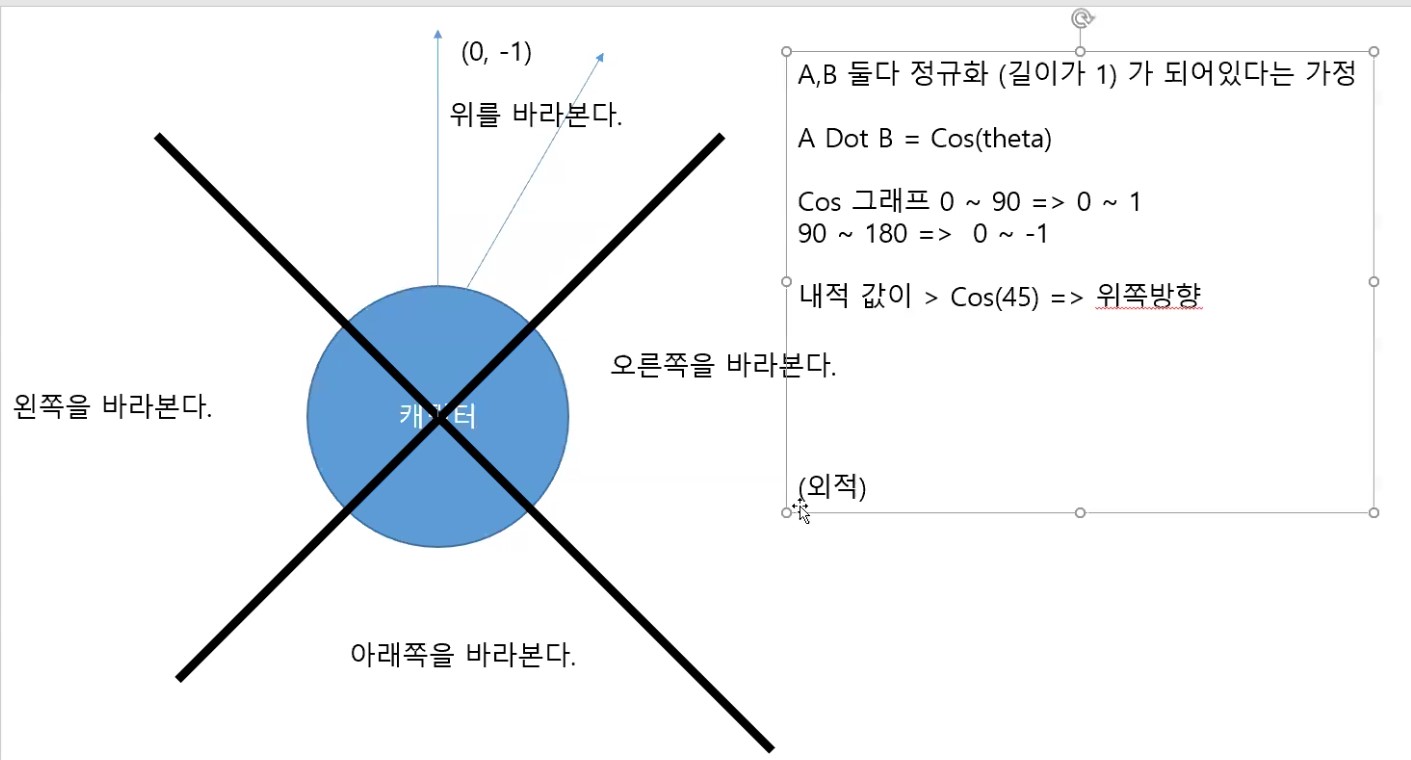 (0, -1)
위를 바라본다.
왼쪽을 바라본다.
오른쪽을 바라본다.
아래쪽을 바라본다.
A,B 둘다 정규화 (길이가 1) 가 되어있다는 가정
A Dot B = Cos(theta)
Cos 그래프 0 ~ 90 => 0 ~ 1
90 ~ 180 =>  0 ~ -1
내적 값이 > Cos(45) => 위쪽방향
(외적)